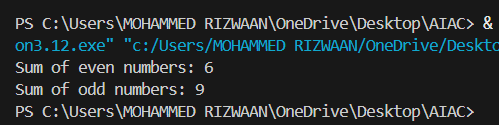 PS C:\Users\MOHAMMED RIZWAAN\OneDrive\Desktop\AIAC> &
on3.12.exe" "c:/Users/MOHAMMED RIZWAAN/OneDrive/Deskto
Sum of even numbers: 6
Sum of odd numbers: 9
PS C:\Users\MOHAMMED RIZWAAN\OneDrive\Desktop\AIAC>